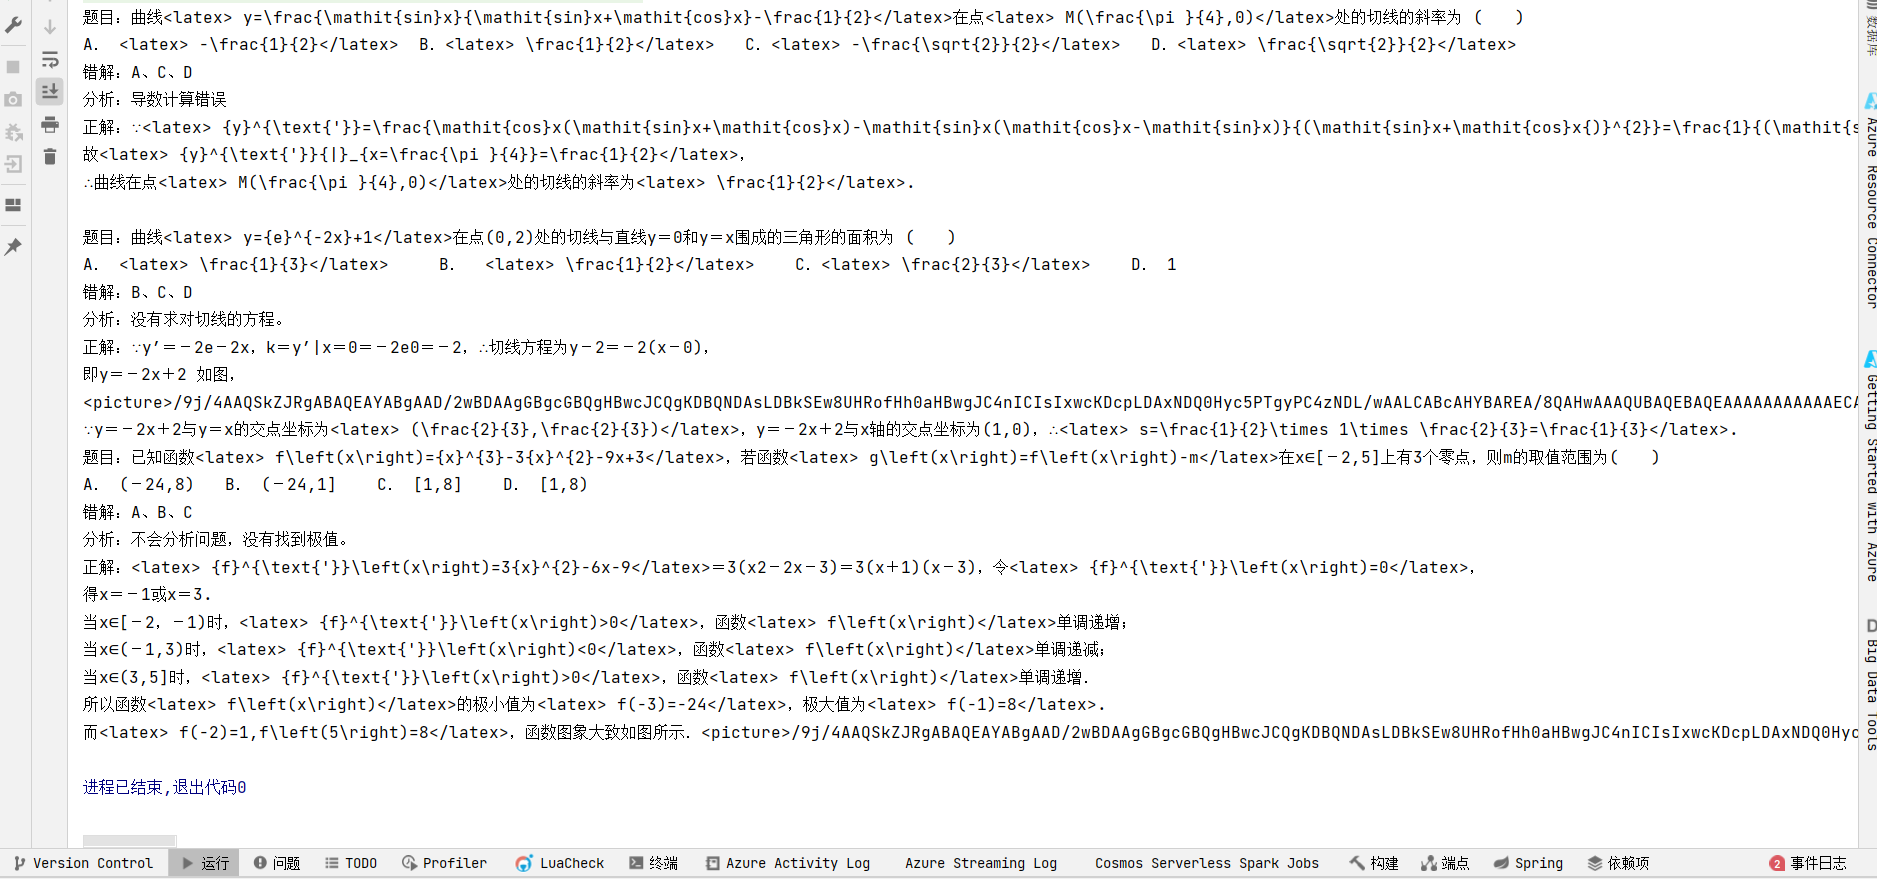 题目：曲线<latex> y=\frac{\mathit{sin}x}{\mathit{sin}x+\mathit{cos}x}-\frac{1}{2}</latex>在点<latex> M(\frac{\pi }{4},0)</latex>处的切线的斜率为 (　　)
A.  <latex> -\frac{1}{2}</latex>  B. <latex> \frac{1}{2}</latex>   C. <latex> -\frac{\sqrt{2}}{2}</latex>   D. <latex> \frac{\sqrt{2}}{2}</latex>
错解：A、C、D
分析：导数计算错误
正解：∵<latex> {y}^{\text{'}}=\frac{\mathit{cos}x(\mathit{sin}x+\mathit{cos}x)-\mathit{sin}x(\mathit{cos}x-\mathit{sin}x)}{(\mathit{sin}x+\mathit{cos}x{)}^{2}}=\frac{1}{(\mathit{s
故<latex> {y}^{\text{'}}{|}_{x=\frac{\pi }{4}}=\frac{1}{2}</latex>，
∴曲线在点<latex> M(\frac{\pi }{4},0)</latex>处的切线的斜率为<latex> \frac{1}{2}</latex>.
题目：曲线<latex> y={e}^{-2x}+1</latex>在点(0,2)处的切线与直线y＝0和y＝x围成的三角形的面积为 (　　)
A.  <latex> \frac{1}{3}</latex>     B.   <latex> \frac{1}{2}</latex>    C. <latex> \frac{2}{3}</latex>    D.  1
错解：B、C、D
分析：没有求对切线的方程。
正解：∵y′＝－2e－2x，k＝y′|x＝0＝－2e0＝－2，∴切线方程为y－2＝－2(x－0)，
即y＝－2x＋2 如图，
<picture>/9j/4AAQSkZJRgABAQEAYABgAAD/2wBDAAgGBgcGBQgHBwcJCQgKDBQNDAsLDBkSEw8UHRofHh0aHBwgJC4nICIsIxwcKDcpLDAxNDQ0Hyc5PTgyPC4zNDL/wAALCABcAHYBAREA/8QAHwAAAQUBAQEBAQEAAAAAAAAAAAECA
∵y＝－2x＋2与y＝x的交点坐标为<latex> (\frac{2}{3},\frac{2}{3})</latex>，y＝－2x＋2与x轴的交点坐标为(1,0)，∴<latex> s=\frac{1}{2}\times 1\times \frac{2}{3}=\frac{1}{3}</latex>.
题目：已知函数<latex> f\left(x\right)={x}^{3}-3{x}^{2}-9x+3</latex>，若函数<latex> g\left(x\right)=f\left(x\right)-m</latex>在x∈[－2,5]上有3个零点，则m的取值范围为(　　)
A.  (－24,8)   B.  (－24,1]    C.  [1,8]    D.  [1,8)
错解：A、B、C
分析：不会分析问题，没有找到极值。
正解：<latex> {f}^{\text{'}}\left(x\right)=3{x}^{2}-6x-9</latex>＝3(x2－2x－3)＝3(x＋1)(x－3)，令<latex> {f}^{\text{'}}\left(x\right)=0</latex>，
得x＝－1或x＝3.
当x∈[－2，－1)时，<latex> {f}^{\text{'}}\left(x\right)>0</latex>，函数<latex> f\left(x\right)</latex>单调递增；
当x∈(－1,3)时，<latex> {f}^{\text{'}}\left(x\right)<0</latex>，函数<latex> f\left(x\right)</latex>单调递减；
当x∈(3,5]时，<latex> {f}^{\text{'}}\left(x\right)>0</latex>，函数<latex> f\left(x\right)</latex>单调递增.
所以函数<latex> f\left(x\right)</latex>的极小值为<latex> f(-3)=-24</latex>，极大值为<latex> f(-1)=8</latex>.
而<latex> f(-2)=1,f\left(5\right)=8</latex>，函数图象大致如图所示.<picture>/9j/4AAQSkZJRgABAQEAYABgAAD/2wBDAAgGBgcGBQgHBwcJCQgKDBQNDAsLDBkSEw8UHRofHh0aHBwgJC4nICIsIxwcKDcpLDAxNDQ0Hyc
进程已结束,退出代码0
数据库
Azure Resource Connector
Getting Started with Azure
D Big Data Tools
Version Control 运行 问题 TODO Profiler LuaCheck 终端 Azure Activity Log Azure Streaming Log Cosmos Serverless Spark Jobs 构建 端点 Spring 依赖项 2 事件日志